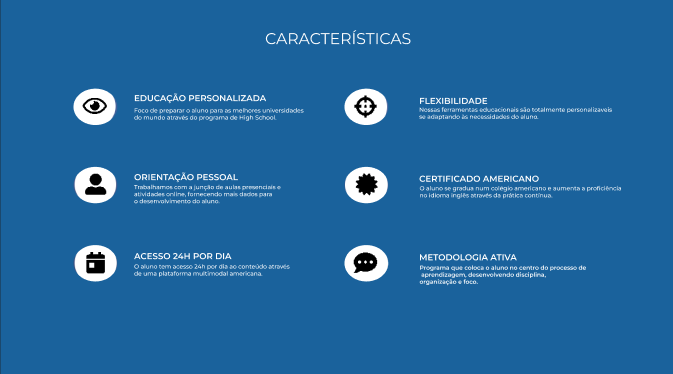 CARACTERÍSTICAS
EDUCAÇÃO PERSONALIZADA
Foco de preparar o aluno para as melhores universidades
do mundo através do programa de High School.
FLEXIBILIDADE
Nossas ferramentas educacionais são totalmente personalizaveis
se adaptando às necessidades do aluno.
ORIENTAÇÃO PESSOAL
Trabalhamos com a junção de aulas presenciais e
atividades online, fornecendo mais dados para
o desenvolvimento do aluno.
CERTIFICADO AMERICANO
O aluno se gradua num colégio americano e aumenta a proficiência
no idioma inglês através da prática contínua.
ACESSO 24H POR DIA
O aluno tem acesso 24h por dia ao conteúdo através
de uma plataforma multimodal americana.
METODOLOGIA ATIVA
Programa que coloca o aluno no centro do processo de
aprendizagem, desenvolvendo disciplina,
organização e foco.